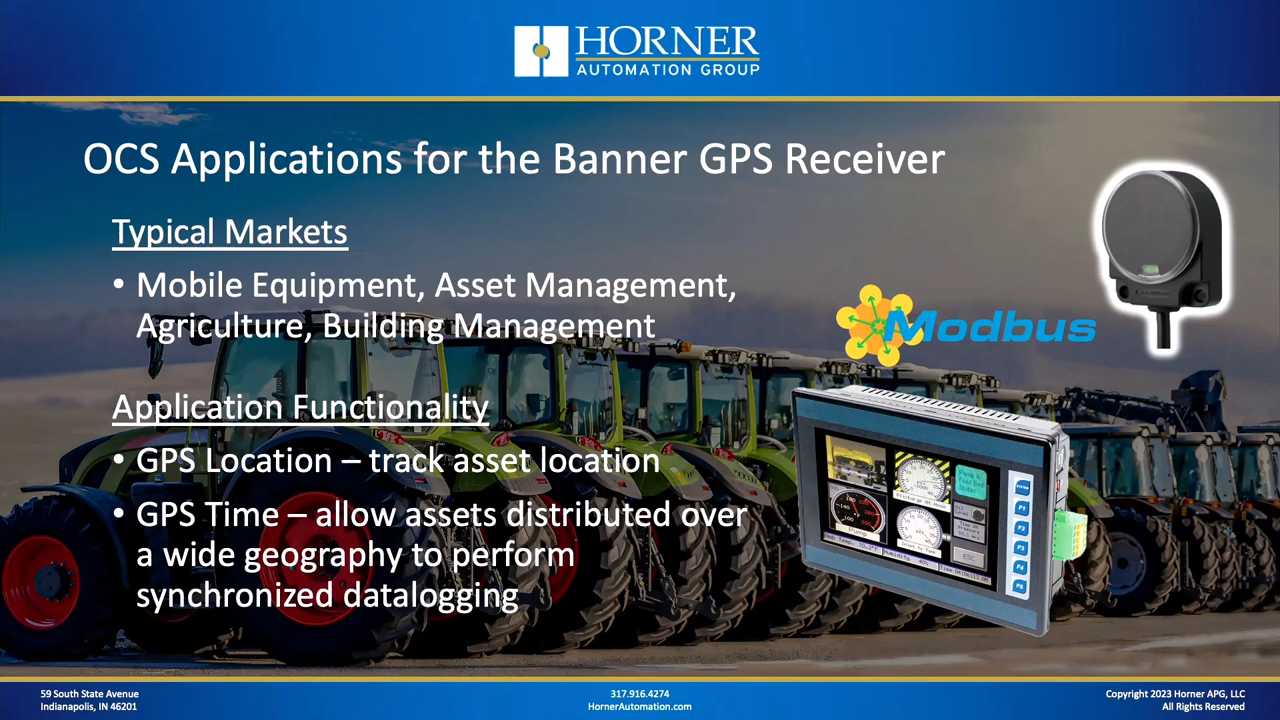 HORNER
AUTOMATION GROUP
OCS Applications for the Banner GPS Receiver
Typical Markets
• Mobile Equipment, Asset Management,
Agriculture, Building Management
Modbus
Application Functionality
• GPS Location – track asset location
• GPS Time – allow assets distributed over
a wide geography to perform
synchronized datalogging
59 South State Avenue
Indianapolis, IN 46201
317.916.4274
HornerAutomation.com
Copyright 2023 Horner APG, LLC
All Rights Reserved